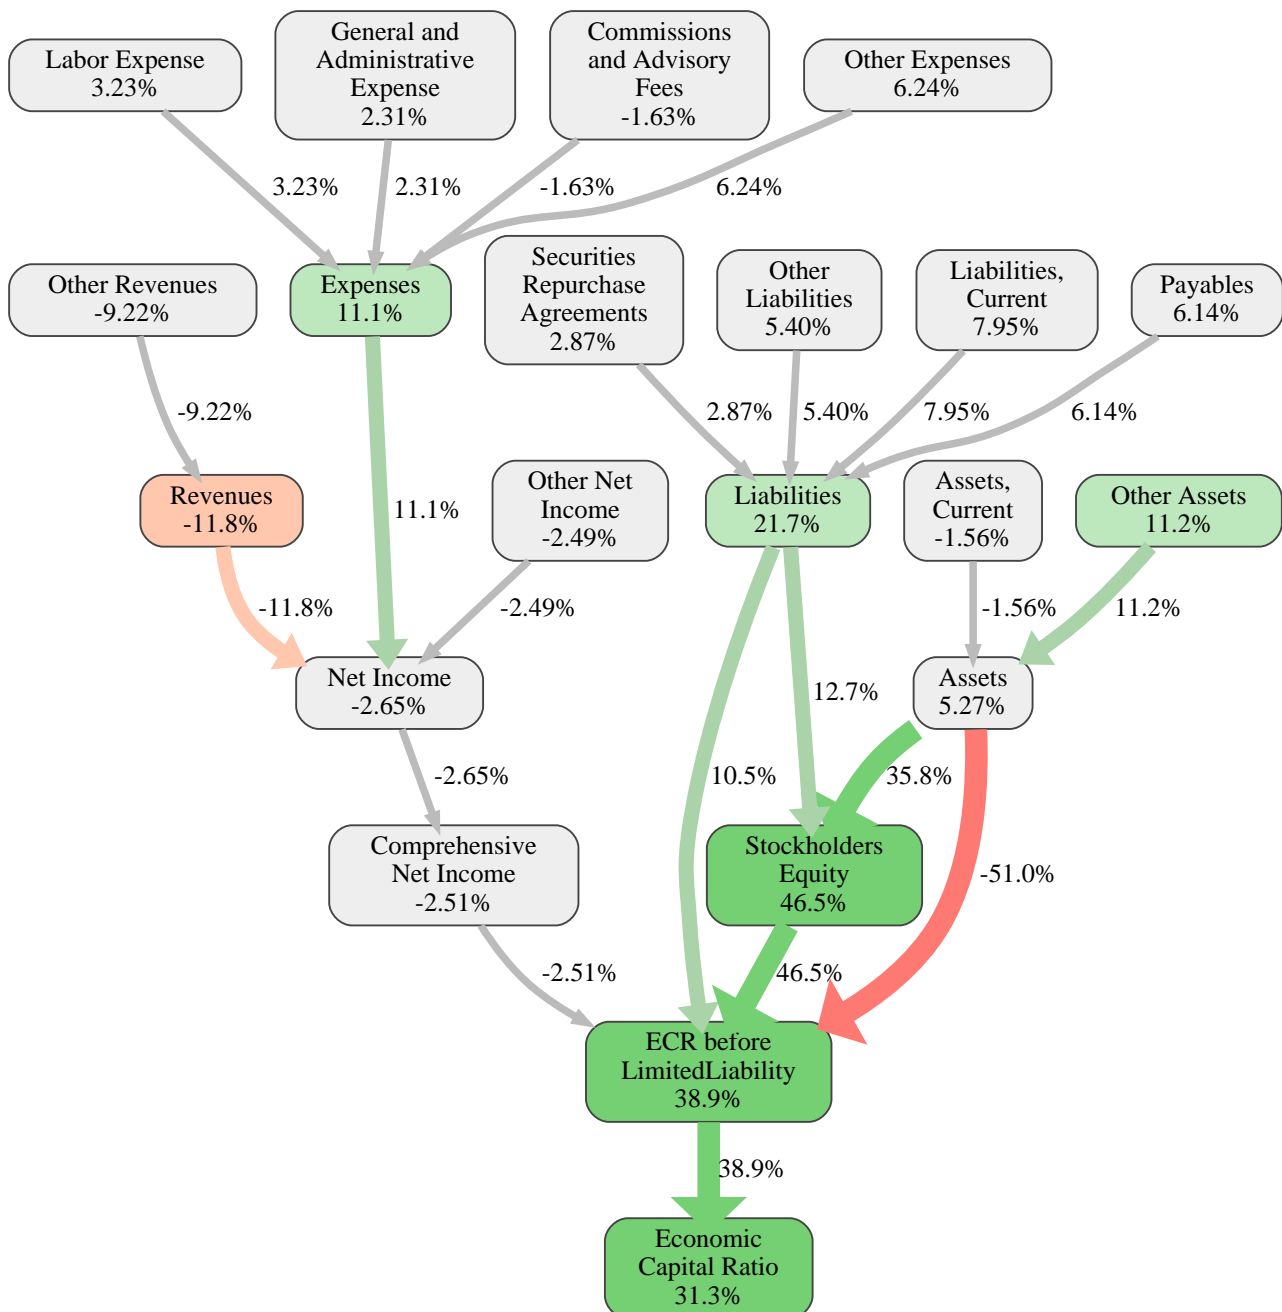 Labor Expense
3.23%
General and
Administrative
Expense
2.31%
Commissions
and Advisory
Fees
-1.63%
Other Expenses
6.24%
3.23%
2.31%
-1.63%
6.24%
Other Revenues
-9.22%
Expenses
11.1%
Securities
Repurchase
Agreements
2.87%
Other
Liabilities
5.40%
Liabilities,
Current
7.95%
Payables
6.14%
-9.22%
2.87%
5.40%
7.95%
6.14%
Revenues
-11.8%
11.1%
Other Net
Income
-2.49%
Liabilities
21.7%
Assets,
Current
-1.56%
Other Assets
11.2%
-11.8%
-2.49%
-1.56%
11.2%
Net Income
-2.65%
12.7%
Assets
5.27%
-2.65%
10.5%
35.8%
Comprehensive
Net Income
-2.51%
Stockholders
Equity
46.5%
-51.0%
-2.51%
46.5%
ECR before
LimitedLiability
38.9%
38.9%
Economic
Capital Ratio
31.3%